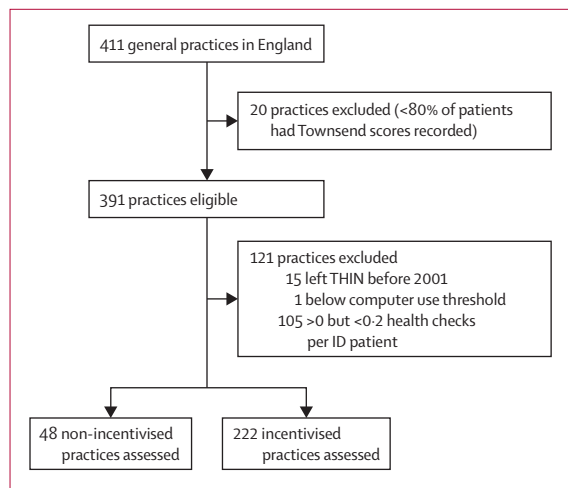 411 general practices in England
20 practices excluded (<80% of patients
had Townsend scores recorded)
391 practices eligible
121 practices excluded
15 left THIN before 2001
1 below computer use threshold
105 >0 but <0·2 health checks
per ID patient
48 non-incentivised
practices assessed
222 incentivised
practices assessed